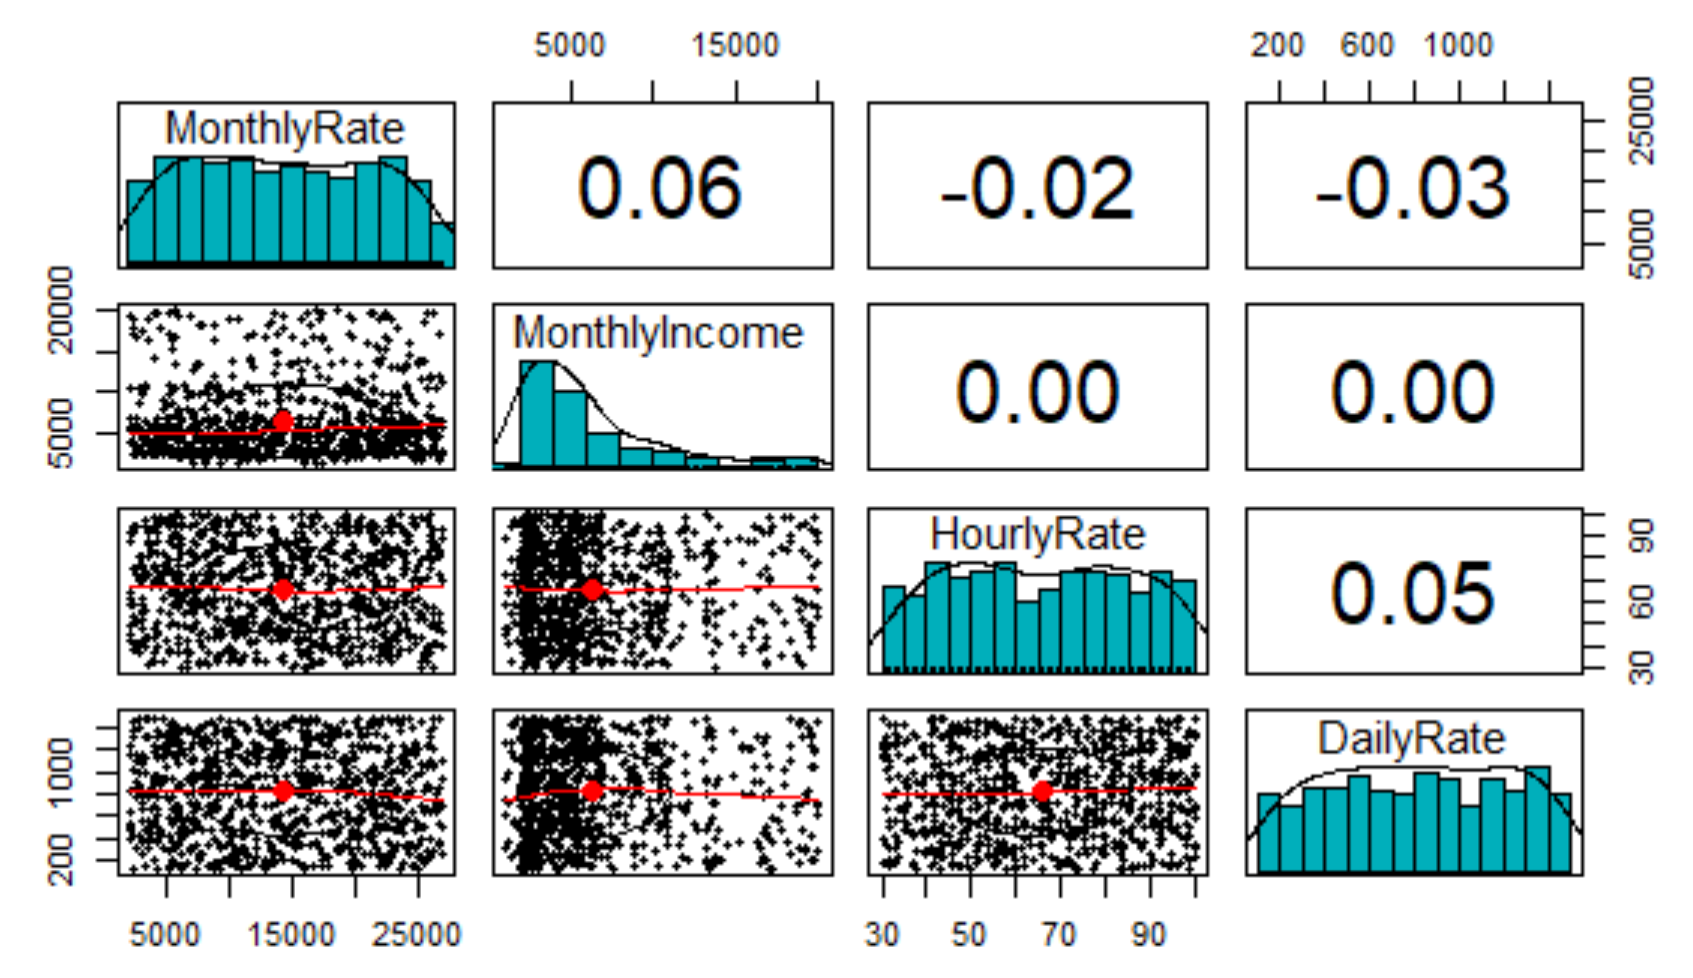 5000 15000 200 600 1000
MonthlyRate 0.06 -0.02 -0.03
5000 25000
5000 20000
MonthlyIncome 0.00 0.00
HourlyRate 0.05
30 60 90
200 1000
DailyRate
5000 15000 25000 30 50 70 90